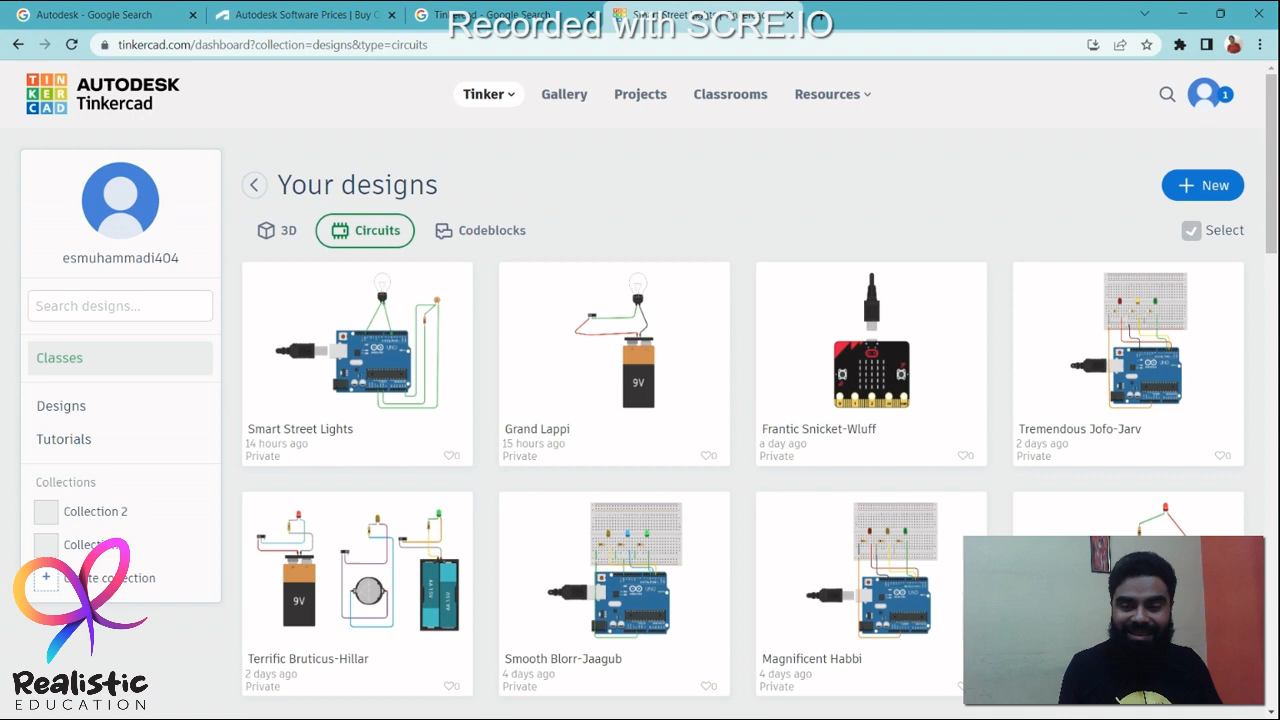 Autodesk - Google Search
Autodesk Software Prices | Buy
- Google Search
Recorded with SCRE.IO
tinkercad.com/dashboard?collection=designs&type=circuits
TIN
KER
CAD
AUTODESK
Tinkercad
Tinker
Gallery
Projects
Classrooms
Resources
1
esmuhammadi404
Search designs...
Classes
Designs
Tutorials
Collections
Collection 2
collection
Your designs
+ New
3D
Circuits
Codeblocks
Select
Smart Street Lights
14 hours ago
Private
0
9V
Grand Lappi
15 hours ago
Private
0
Frantic Snicket-Wluff
a day ago
Private
0
Tremendous Jofo-Jarv
2 days ago
Private
0
9V
Terrific Bruticus-Hillar
2 days ago
Private
0
Smooth Blorr-Jaagub
4 days ago
Private
0
Magnificent Habbi
4 days ago
Private
Realistic
EDUCATION